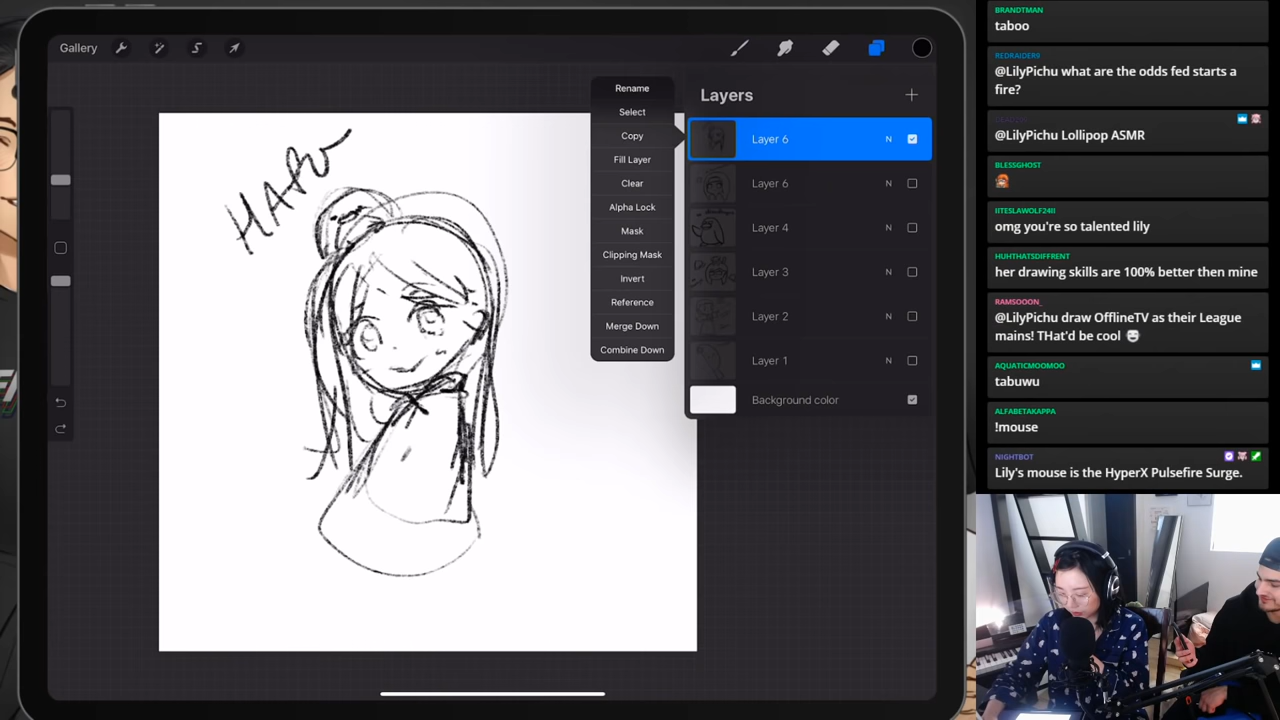 Gallery
Rename
Select
Copy
Fill Layer
Clear
Alpha Lock
Mask
Clipping Mask
Invert
Reference
Merge Down
Combine Down
Layers
Layer 6 N
Layer 6 N
Layer 4 N
Layer 3 N
Layer 2 N
Layer 1 N
Background color
BRANDTMAN
taboo
REDRAIDER9
@LilyPichu what are the odds fed starts a
fire?
@LilyPichu Lollipop ASMR
BLESSGHOST
IITESLAWOLF24II
omg you're so talented lily
HUHTHATSDIFFRENT
her drawing skills are 100% better then mine
RAMSOOON_
@LilyPichu draw OfflineTV as their League
mains! THat'd be cool
AQUATICMOOMOO
tabuwu
ALFABETAKAPPA
!mouse
NIGHTBOT
Lily's mouse is the HyperX Pulsefire Surge.